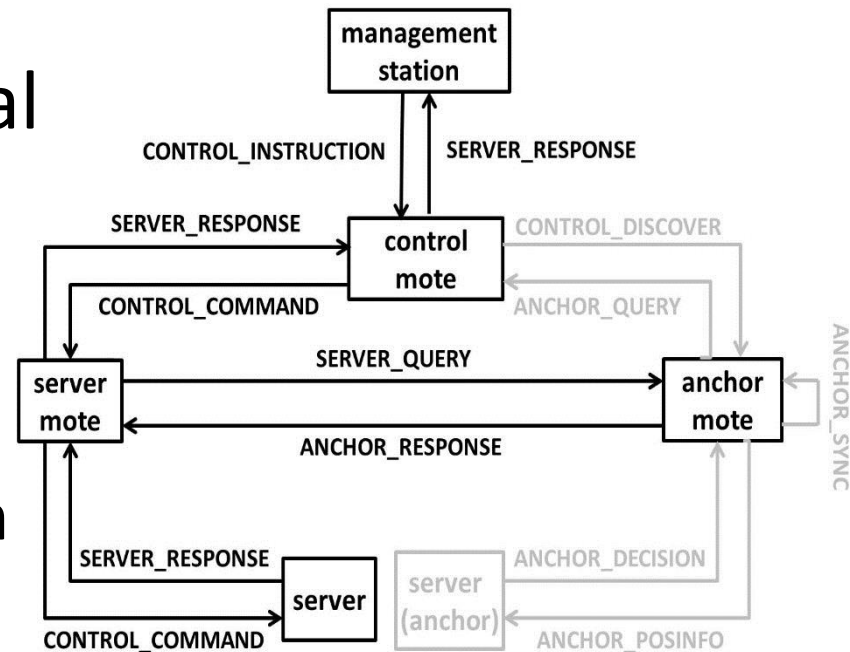 management
station
al
CONTROL_INSTRUCTION
SERVER_RESPONSE
SERVER_RESPONSE
control
mote
CONTROL_DISCOVER
CONTROL_COMMAND
ANCHOR_QUERY
SERVER_QUERY
server
mote
anchor
mote
ANCHOR_SYNC
ANCHOR_RESPONSE
SERVER_RESPONSE
server
server
(anchor)
ANCHOR_DECISION
CONTROL_COMMAND
ANCHOR_POSINFO